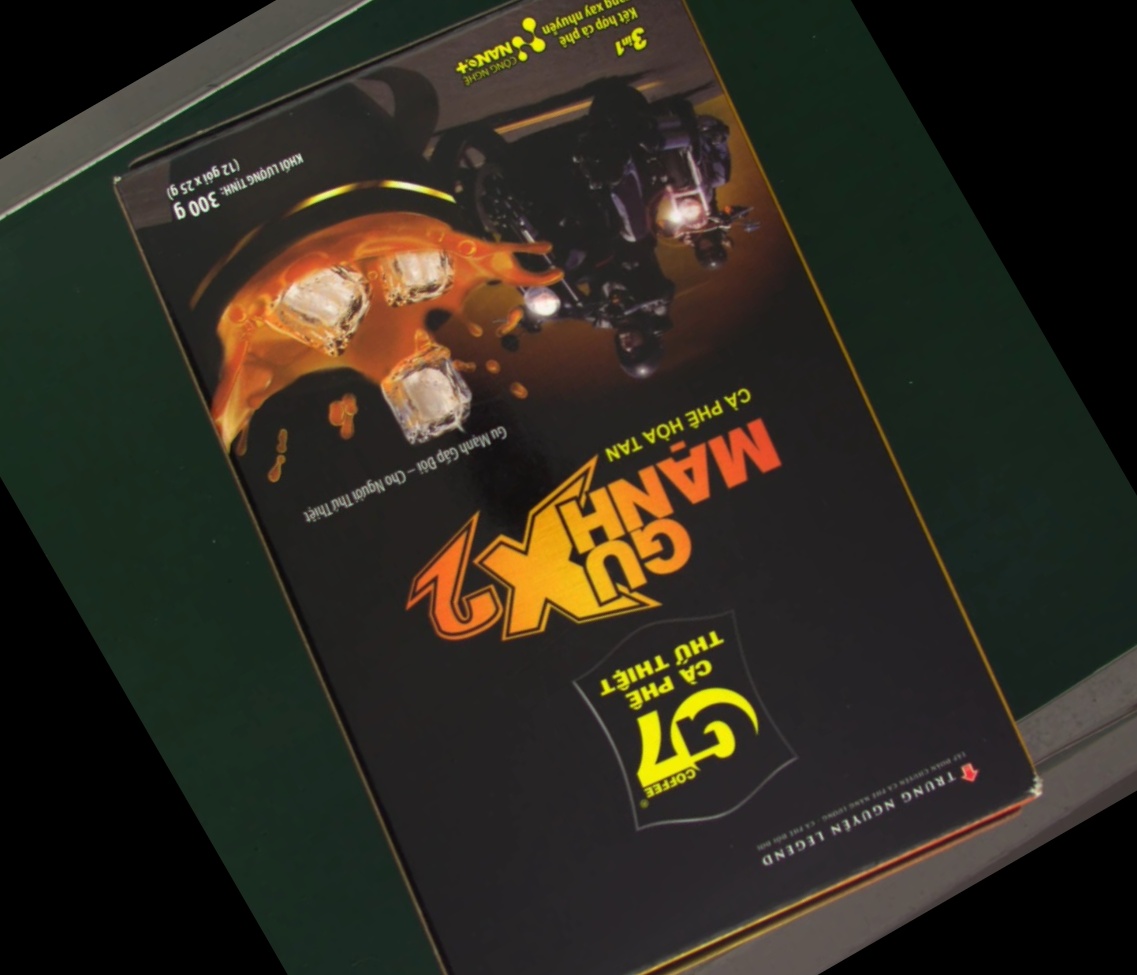 TRUNG NGUYÊN LEGEND
COFFEE
G7
CÀ PHÊ
THỨ THIỆT
GU
MẠNH X2
CÀ PHÊ HÒA TAN
Gu Mạnh Gấp Đôi – Cho Người Thứ Thiệt
3in1
Kết hợp cà phê
rang xay nhuyễn
CÔNG NGHỆ
NANO+
KHỐI LƯỢNG TỊNH: 300 g
(12 gói x 25 g)